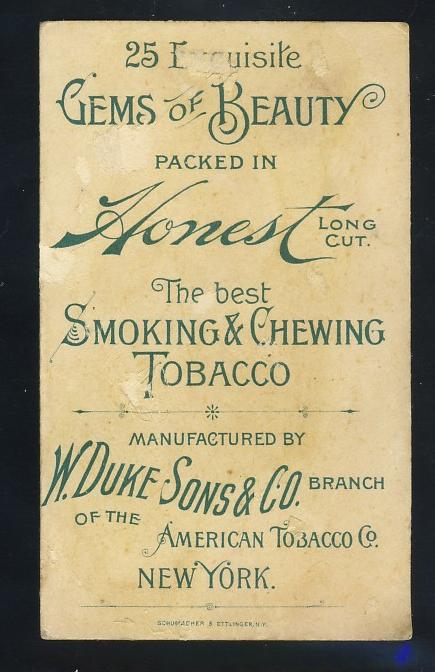 25 Exquisite
GEMS OF BEAUTY
PACKED IN
Honest LONG CUT.
The best
SMOKING & CHEWING
TOBACCO
MANUFACTURED BY
W. DUKE SONS & CO. BRANCH
OF THE AMERICAN TOBACCO CO.
NEW YORK.
SCHUMACHER & ETTLINGER, N.Y.